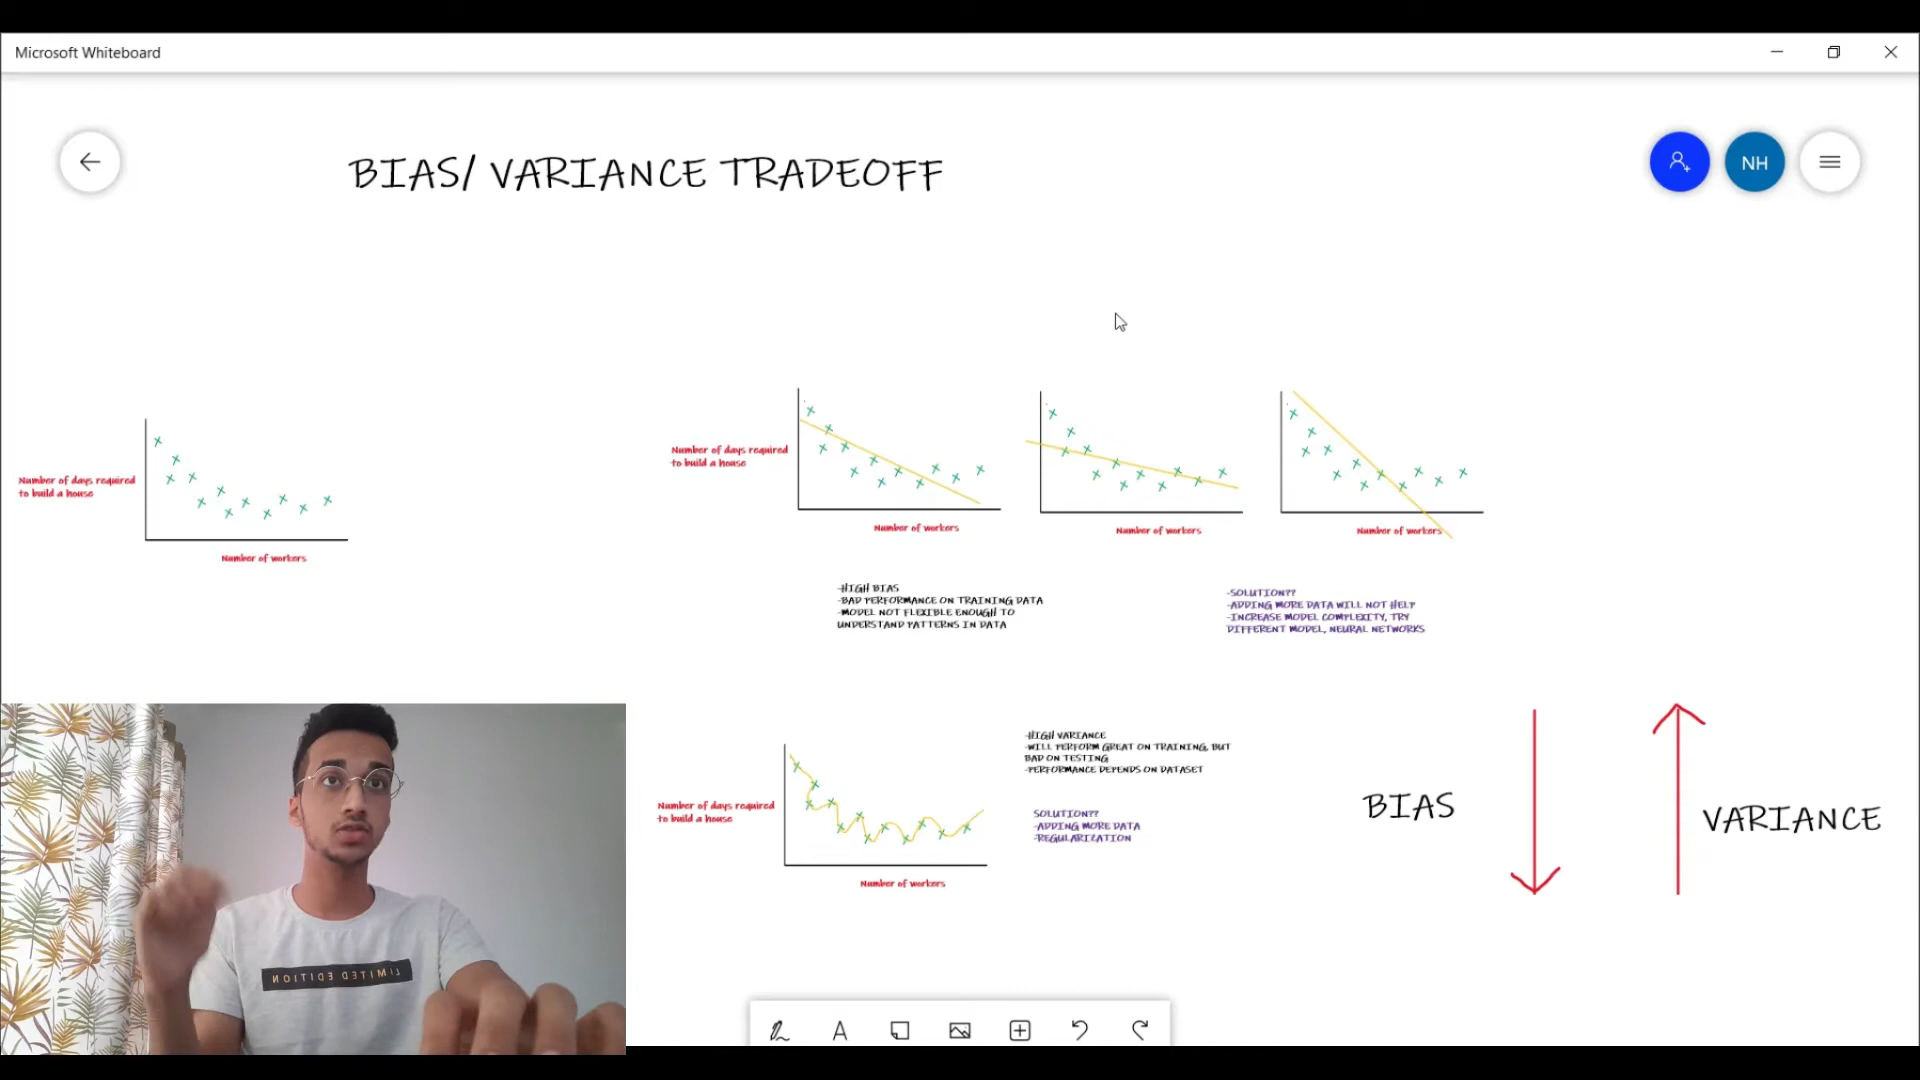 Microsoft Whiteboard
BIAS/ VARIANCE TRADEOFF
NH
Number of days required
to build a house
Number of workers
Number of days required
to build a house
Number of workers
Number of workers
Number of workers
-HIGH BIAS
-BAD PERFORMANCE ON TRAINING DATA
-MODEL NOT FLEXIBLE ENOUGH TO
UNDERSTAND PATTERNS IN DATA
-SOLUTION??
-ADDING MORE DATA WILL NOT HELP
-INCREASE MODEL COMPLEXITY, TRY
DIFFERENT MODEL, NEURAL NETWORKS
Number of days required
to build a house
Number of workers
-HIGH VARIANCE
-WILL PERFORM GREAT ON TRAINING, BUT
BAD ON TESTING
-PERFORMANCE DEPENDS ON DATASET
SOLUTION??
-ADDING MORE DATA
-REGULARIZATION
BIAS
VARIANCE
LIMITED EDITION